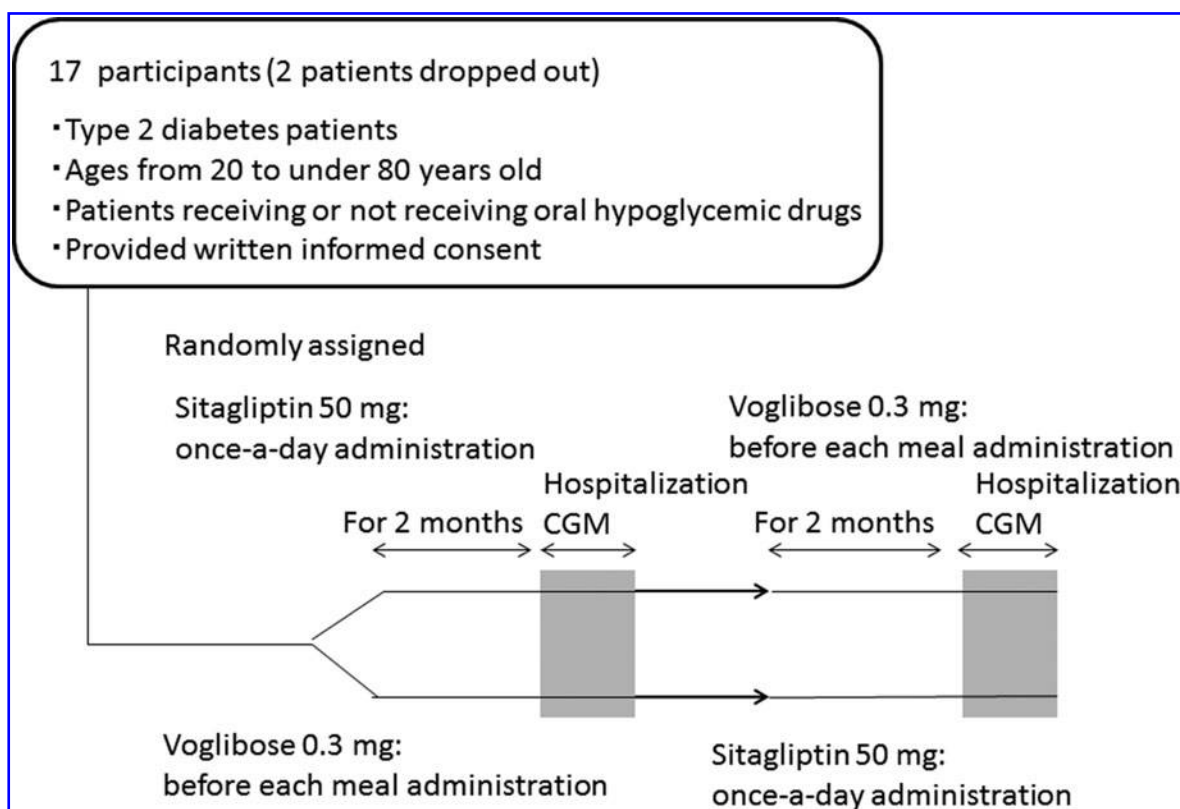 17 participants (2 patients dropped out)
・Type 2 diabetes patients
・Ages from 20 to under 80 years old
・Patients receiving or not receiving oral hypoglycemic drugs
・Provided written informed consent
Randomly assigned
Sitagliptin 50 mg:
once-a-day administration
Voglibose 0.3 mg:
before each meal administration
Hospitalization
For 2 months CGM
Hospitalization
For 2 months CGM
Voglibose 0.3 mg:
before each meal administration
Sitagliptin 50 mg:
once-a-day administration